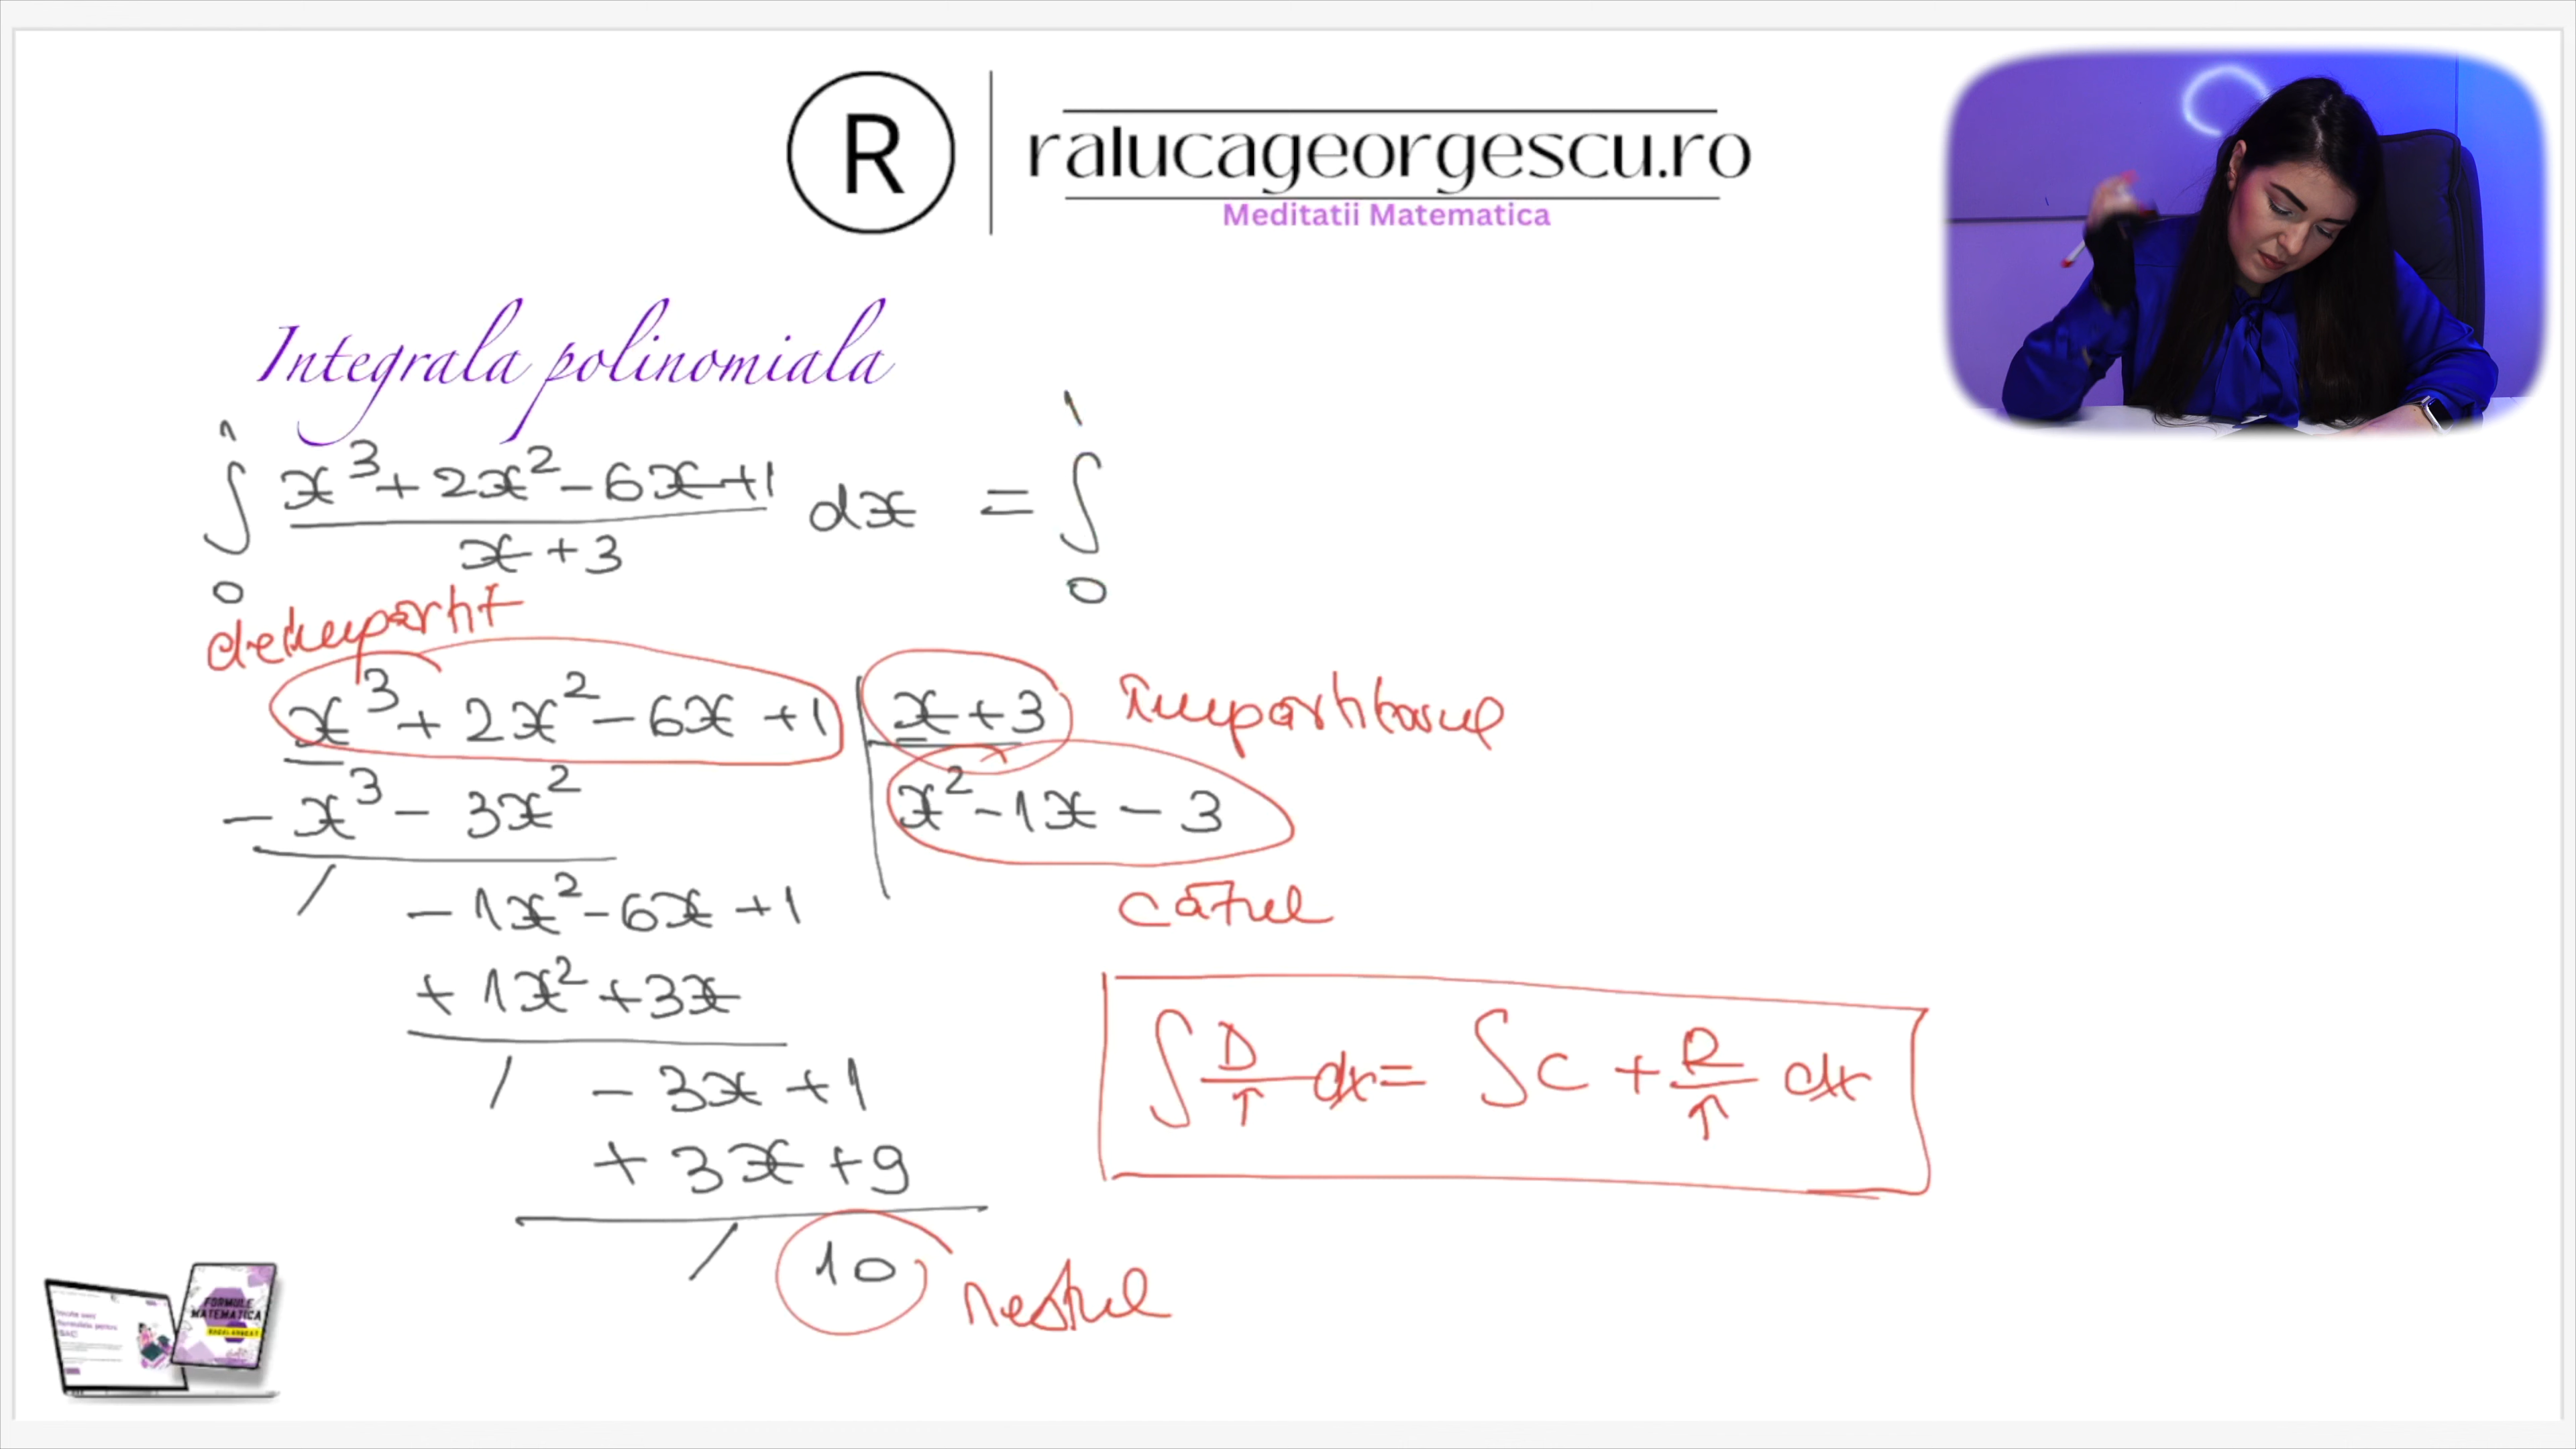 R
ralucageorgescu.ro
Meditatii Matematica
Integrala polinomiala
∫₀¹ (x³+2x²-6x+1)/(x+3) dx = ∫₀¹
deîmpărțit
x³+2x²-6x+1 | x+3 Împărțitorul
-x³-3x² | x²-1x-3
/ -1x²-6x+1 câtul
+1x²+3x
/ -3x+1
+3x+9
/ 10 restul
∫ D/Î dx = ∫ C + R/Î dx
FORMULE
MATEMATICA